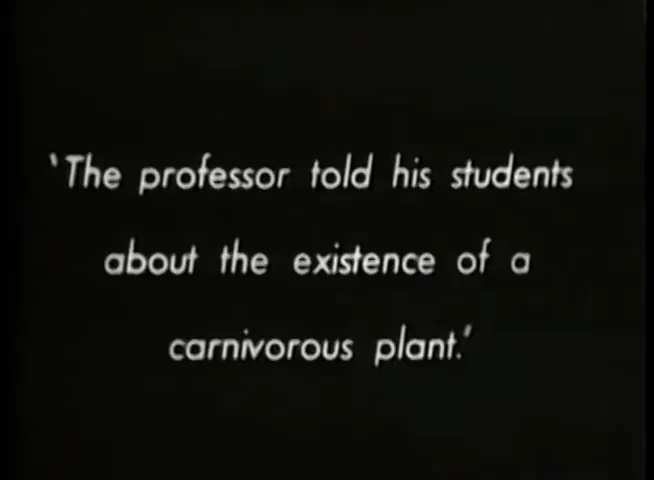 'The professor told his students
about the existence of a
carnivorous plant.'